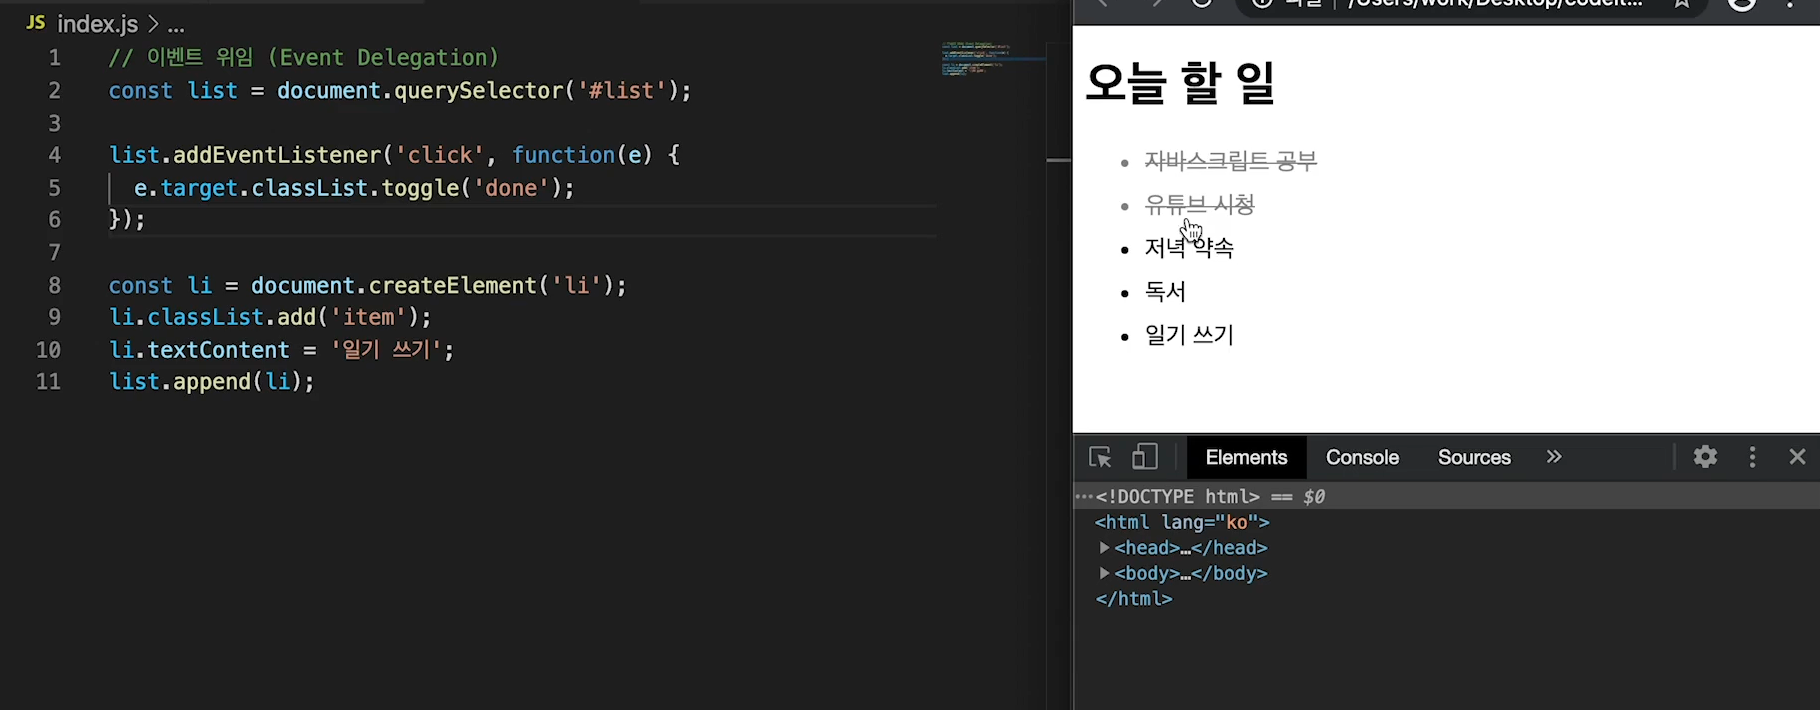 JS index.js > ...
1 // 이벤트 위임 (Event Delegation)
2 const list = document.querySelector('#list');
3
4 list.addEventListener('click', function(e) {
5 e.target.classList.toggle('done');
6 });
7
8 const li = document.createElement('li');
9 li.classList.add('item');
10 li.textContent = '일기 쓰기';
11 list.append(li);
/Users/work/Desktop/codeit...
오늘 할 일
자바스크립트 공부
유튜브 시청
저녁 약속
독서
일기 쓰기
Elements Console Sources »
…<!DOCTYPE html> == $0
<html lang="ko">
<head>…</head>
<body>…</body>
</html>